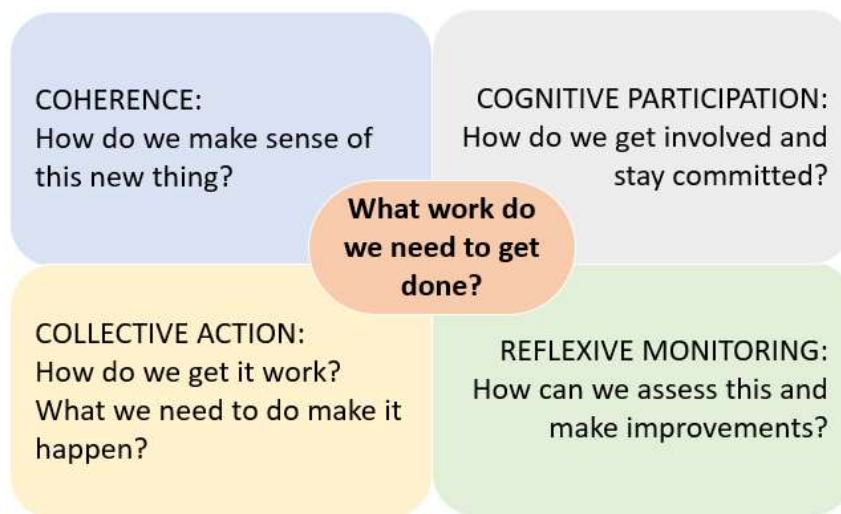 COHERENCE:
How do we make sense of
this new thing?
COGNITIVE PARTICIPATION:
How do we get involved and
stay committed?
What work do
we need to get
done?
COLLECTIVE ACTION:
How do we get it work?
What we need to do make it
happen?
REFLEXIVE MONITORING:
How can we assess this and
make improvements?